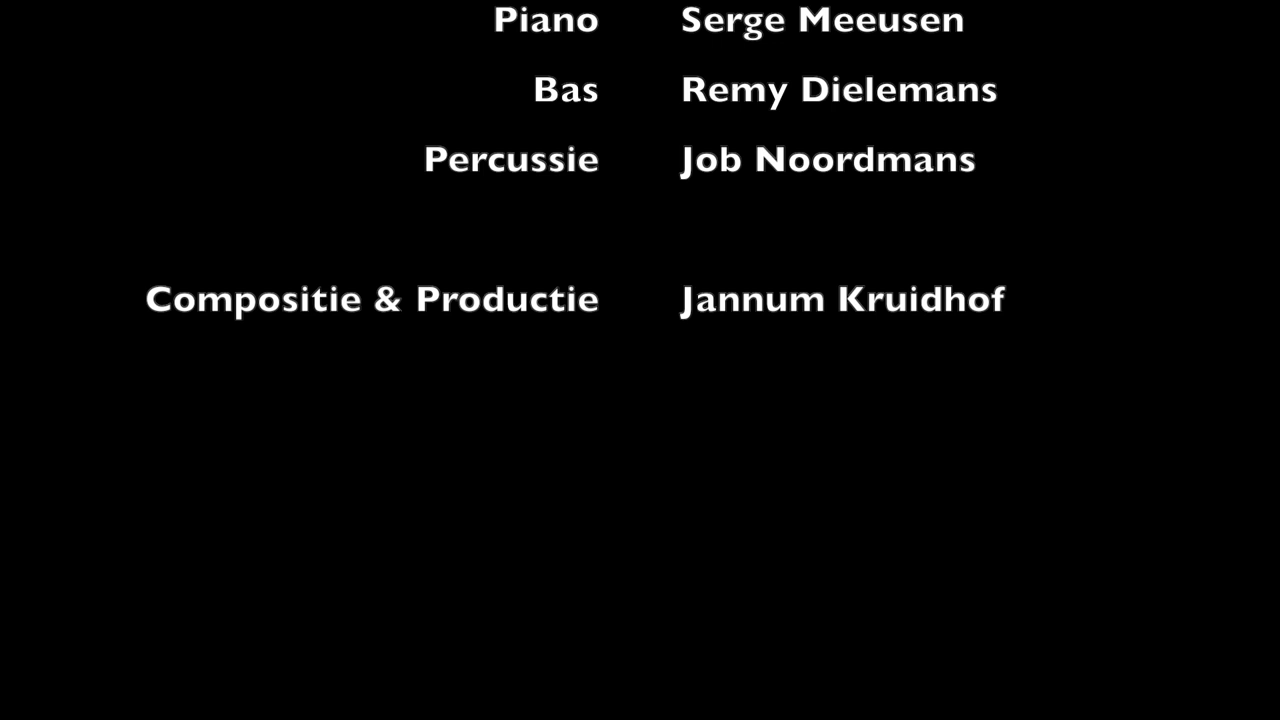 Piano Serge Meeusen
Bas Remy Dielemans
Percussie Job Noordmans
Compositie & Productie Jannum Kruidhof